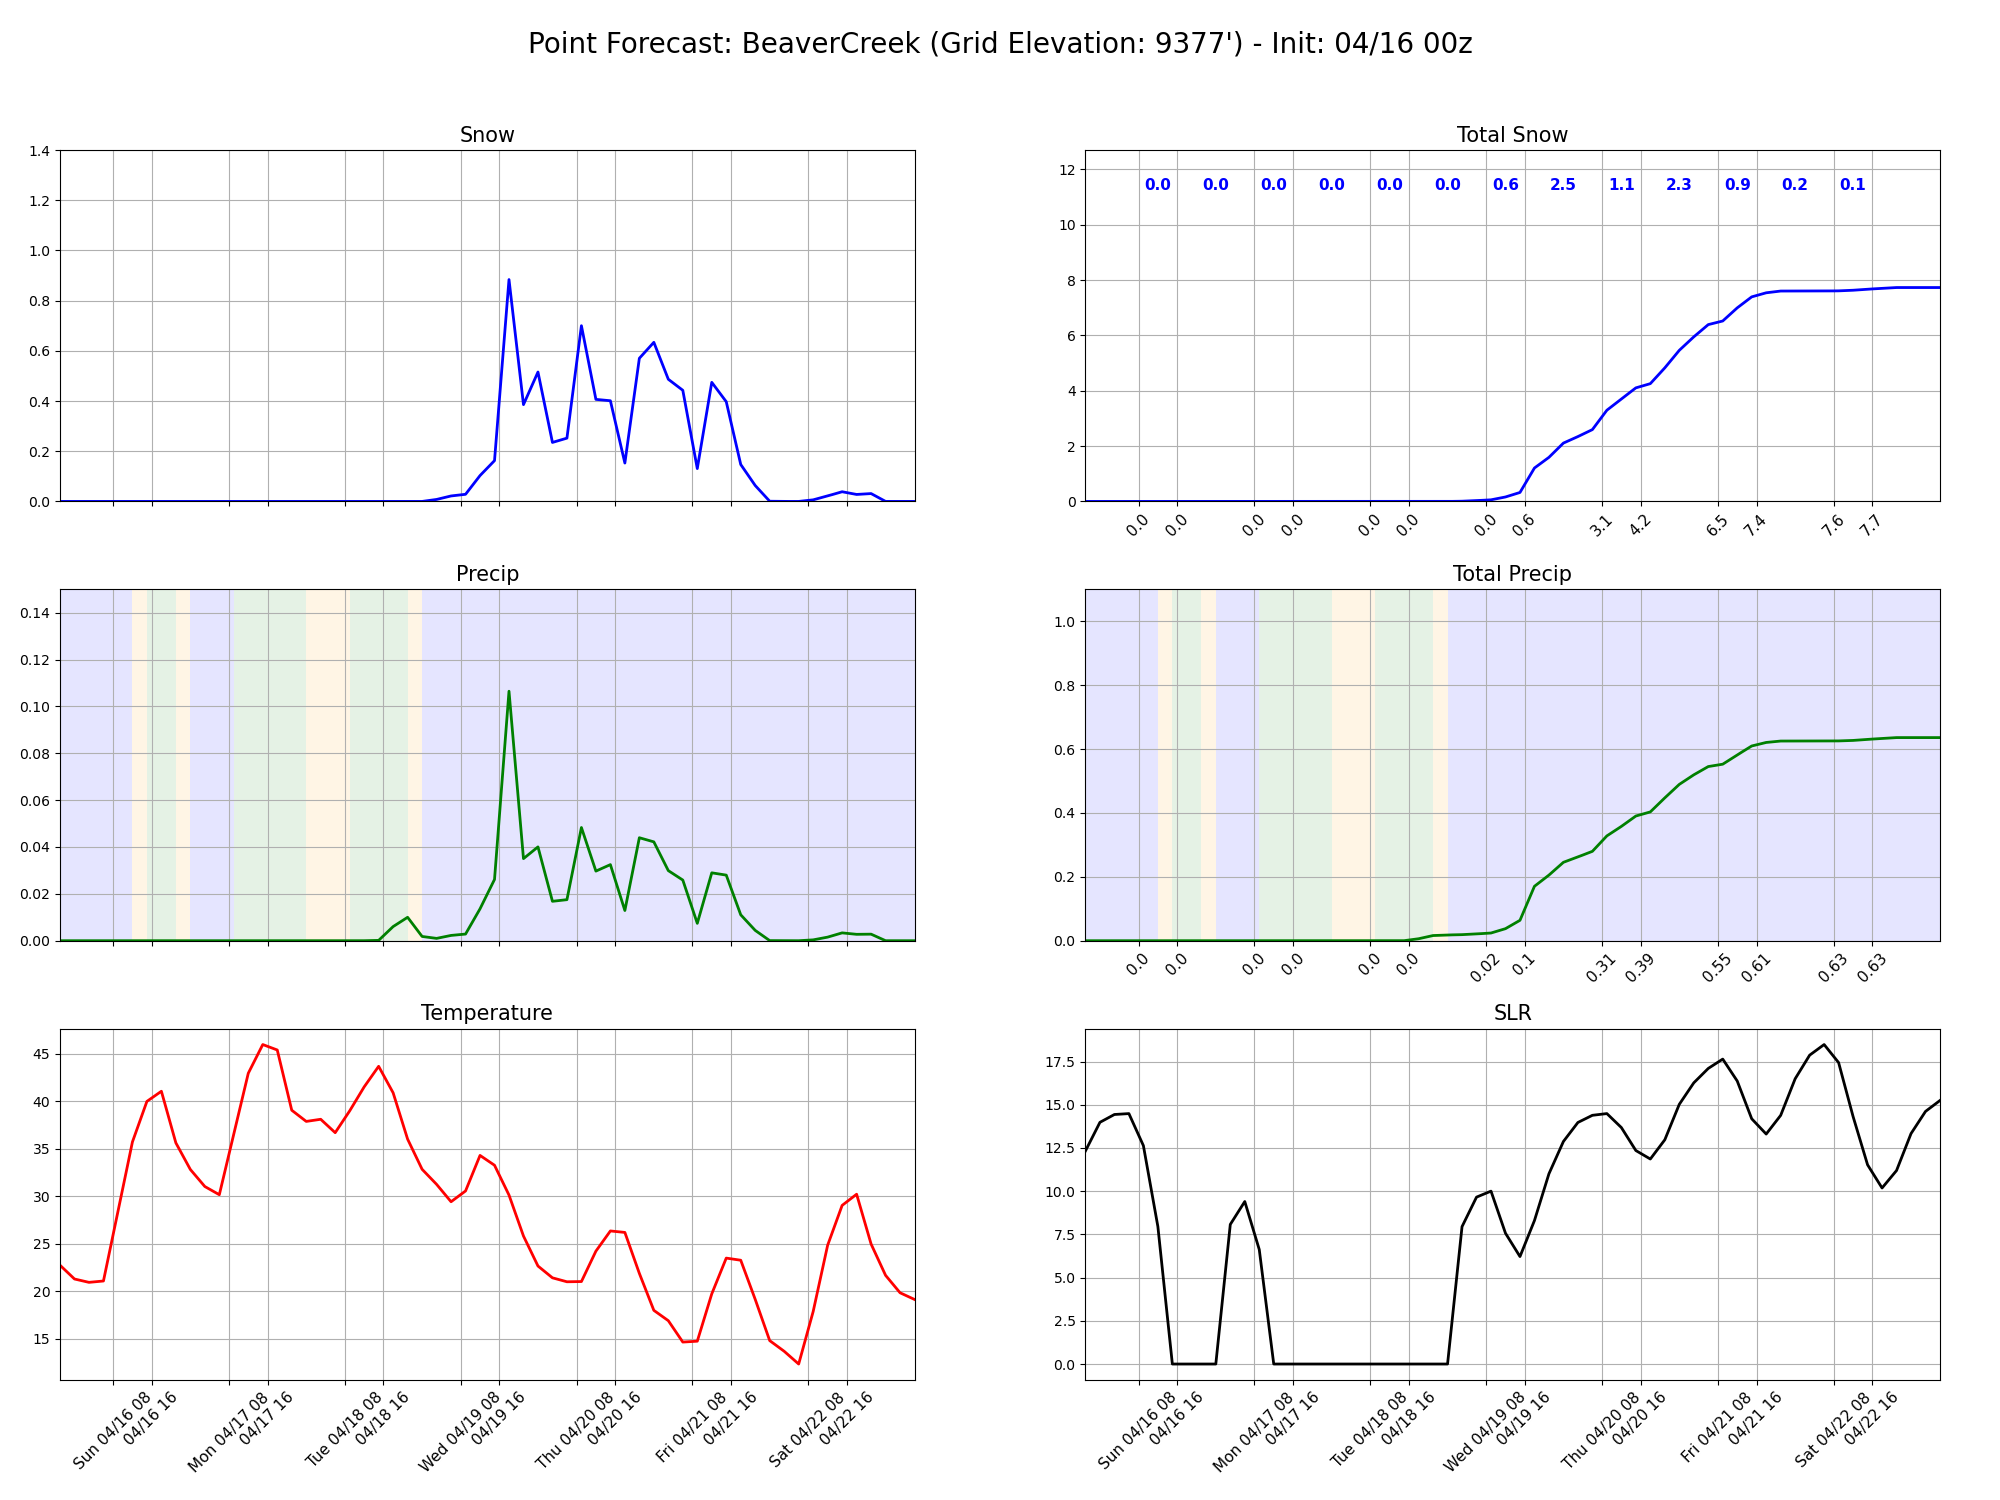 Point Forecast: BeaverCreek (Grid Elevation: 9377') - Init: 04/16 00z
Snow
1.4
1.2
1.0
0.8
0.6
0.4
0.2
0.0
Total Snow
12
10
8
6
4
2
0
0.0 0.0 0.0 0.0 0.0 0.0 0.6 2.5 1.1 2.3 0.9 0.2 0.1
0.0 0.0 0.0 0.0 0.0 0.0 0.0 0.6 3.1 4.2 6.5 7.4 7.6 7.7
Precip
0.14
0.12
0.10
0.08
0.06
0.04
0.02
0.00
Total Precip
1.0
0.8
0.6
0.4
0.2
0.0
0.0 0.0 0.0 0.0 0.0 0.0 0.02 0.1 0.31 0.39 0.55 0.61 0.63 0.63
Temperature
45
40
35
30
25
20
15
Sun 04/16 08
04/16 16
Mon 04/17 08
04/17 16
Tue 04/18 08
04/18 16
Wed 04/19 08
04/19 16
Thu 04/20 08
04/20 16
Fri 04/21 08
04/21 16
Sat 04/22 08
04/22 16
SLR
17.5
15.0
12.5
10.0
7.5
5.0
2.5
0.0
Sun 04/16 08
04/16 16
Mon 04/17 08
04/17 16
Tue 04/18 08
04/18 16
Wed 04/19 08
04/19 16
Thu 04/20 08
04/20 16
Fri 04/21 08
04/21 16
Sat 04/22 08
04/22 16